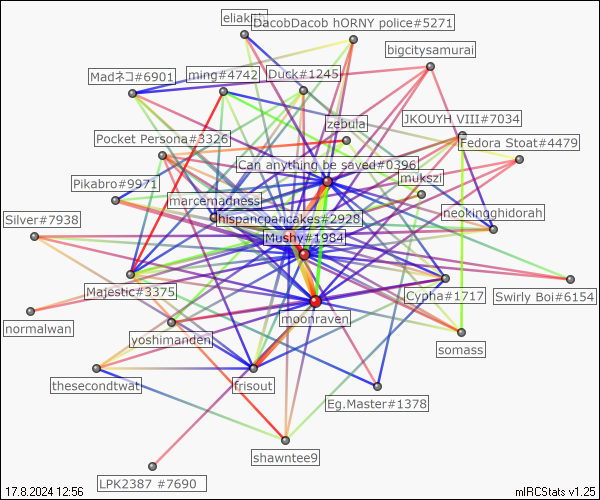 DacobDacob hORNY police#5271
bigcitysamurai
Madネコ#6901
ming#4742
Duck#1245
JKOUYH VIII#7034
zebula
Pocket Persona#3326
Fedora Stoat#4479
Can anything be saved#0396
mukszi
Pikabro#9971
marcemadness
neokingghidorah
hispancpancakes#2928
Silver#7938
Mushy#1984
Majestic#3375
Cypha#1717
Swirly Boi#6154
normalwan
moonraven
yoshimanden
somass
thesecondtwat
frisout
Eg.Master#1378
shawntee9
LPK2387 #7690
17.8.2024 12:56
mIRCStats v1.25